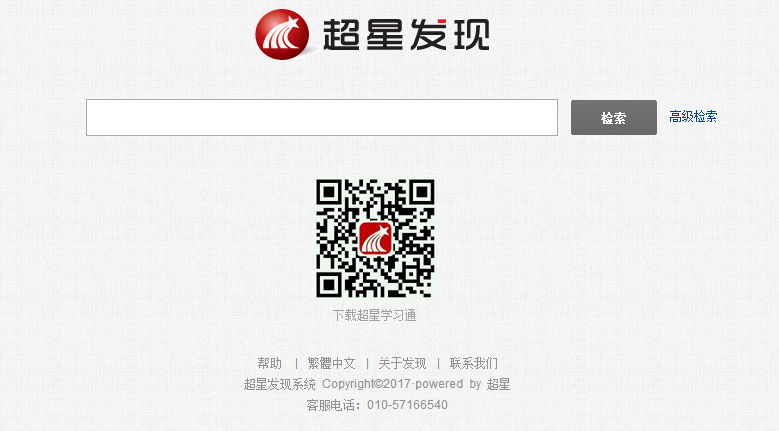 超星发现
检索 高级检索
下载超星学习通
帮助 | 繁體中文 | 关于发现 | 联系我们
超星发现系统 Copyright©2017·powered by 超星
客服电话：010-57166540